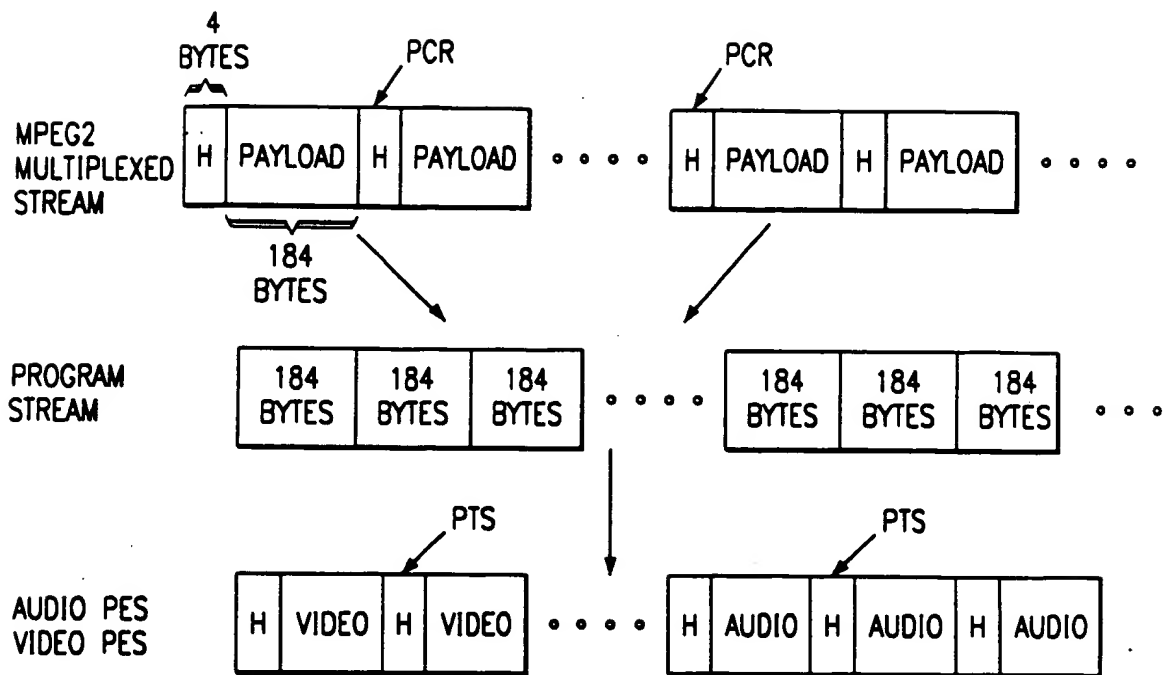 4
BYTES
PCR
PCR
MPEG2
MULTIPLEXED
STREAM
H PAYLOAD H PAYLOAD
H PAYLOAD H PAYLOAD
184
BYTES
PROGRAM
STREAM
184 184 184
BYTES BYTES BYTES
184 184 184
BYTES BYTES BYTES
PTS
PTS
AUDIO PES
VIDEO PES
H VIDEO H VIDEO
H AUDIO H AUDIO H AUDIO